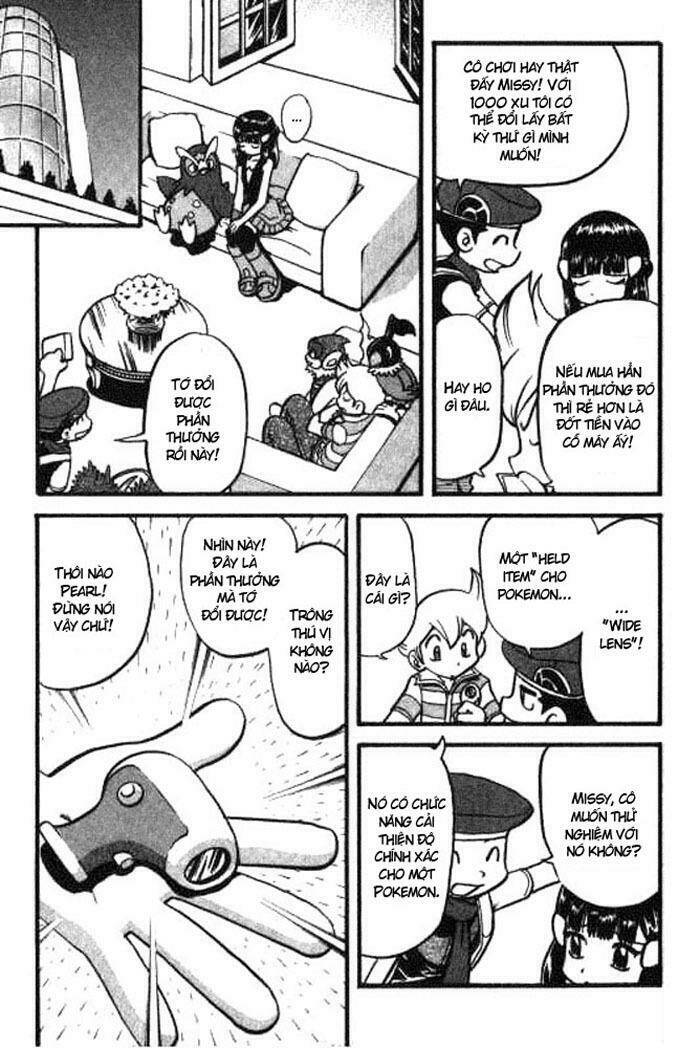 ...
TỚ ĐỔI
ĐƯỢC
PHẦN
THƯỞNG
RỒI NÀY!
CÔ CHƠI HAY THẬT
ĐẤY MISSY! VỚI
1000 XU TÔI CÓ
THỂ ĐỔI LẤY BẤT
KỲ THỨ GÌ MÌNH
MUỐN!
NẾU MUA HẲN
PHẦN THƯỞNG ĐÓ
THÌ RẺ HƠN LÀ
ĐỐT TIỀN VÀO
CỖ MÁY ẤY!
HAY HO
GÌ ĐÂU.
THÔI NÀO
PEARL!
ĐỪNG NÓI
VẬY CHỨ!
NHÌN NÀY!
ĐÂY LÀ
PHẦN THƯỞNG
MÀ TỚ
ĐỔI ĐƯỢC!
TRÔNG
THÚ VỊ
KHÔNG
NÀO?
ĐÂY LÀ
CÁI GÌ?
MỘT "HELD
ITEM" CHO
POKEMON...
...
"WIDE
LENS"!
NÓ CÓ CHỨC
NĂNG CẢI
THIỆN ĐỘ
CHÍNH XÁC
CHO MỘT
POKEMON.
MISSY, CÔ
MUỐN THỬ
NGHIỆM VỚI
NÓ KHÔNG?